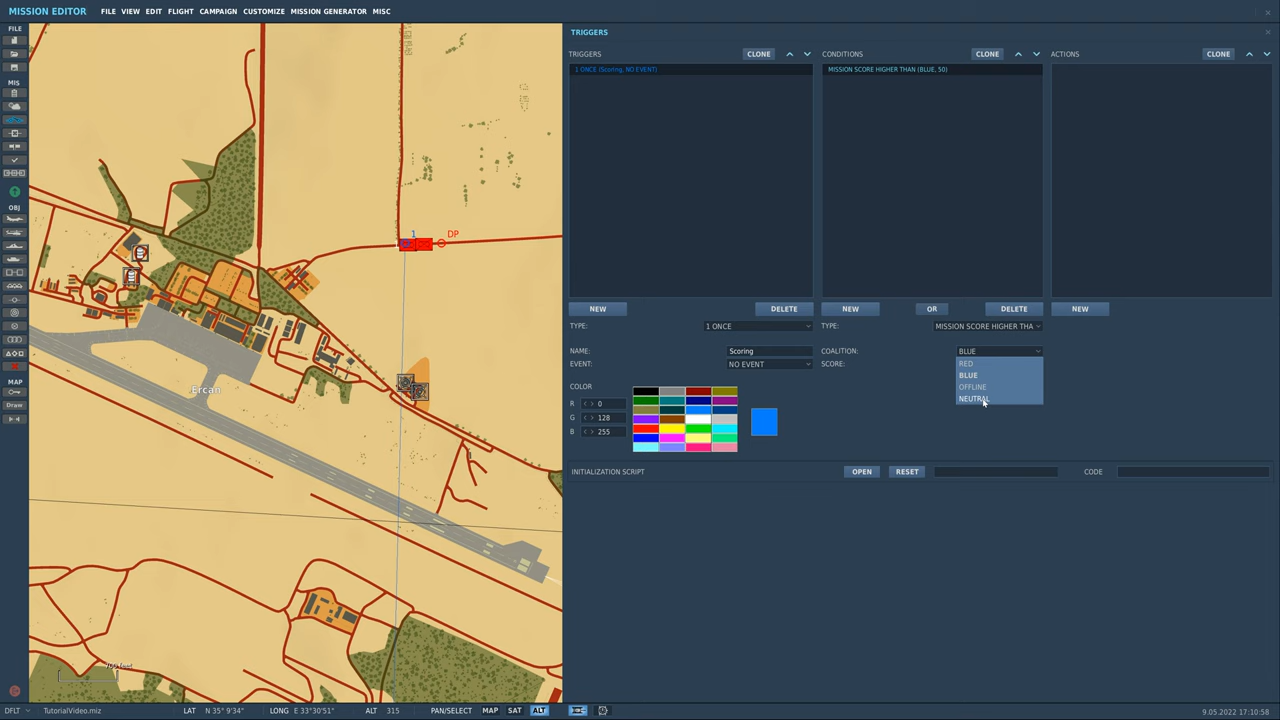 MISSION EDITOR FILE VIEW EDIT FLIGHT CAMPAIGN CUSTOMIZE MISSION GENERATOR MISC ×
FILE
MIS
OBJ
MAP
Draw
1
DP
Ercan
700 feet
TRIGGERS ×
TRIGGERS CLONE
1 ONCE (Scoring, NO EVENT)
NEW DELETE
TYPE: 1 ONCE
NAME: Scoring
EVENT: NO EVENT
COLOR
R < > 0
G < > 128
B < > 255
CONDITIONS CLONE
MISSION SCORE HIGHER THAN (BLUE, 50)
NEW OR DELETE
TYPE: MISSION SCORE HIGHER THA
COALITION: BLUE
SCORE:
RED
BLUE
OFFLINE
NEUTRAL
ACTIONS CLONE
NEW
INITIALIZATION SCRIPT OPEN RESET CODE
DFLT TutorialVideo.miz LAT N 35° 9'34" LONG E 33°30'51" ALT 315 PAN/SELECT MAP SAT ALT 9.05.2022 17:10:58